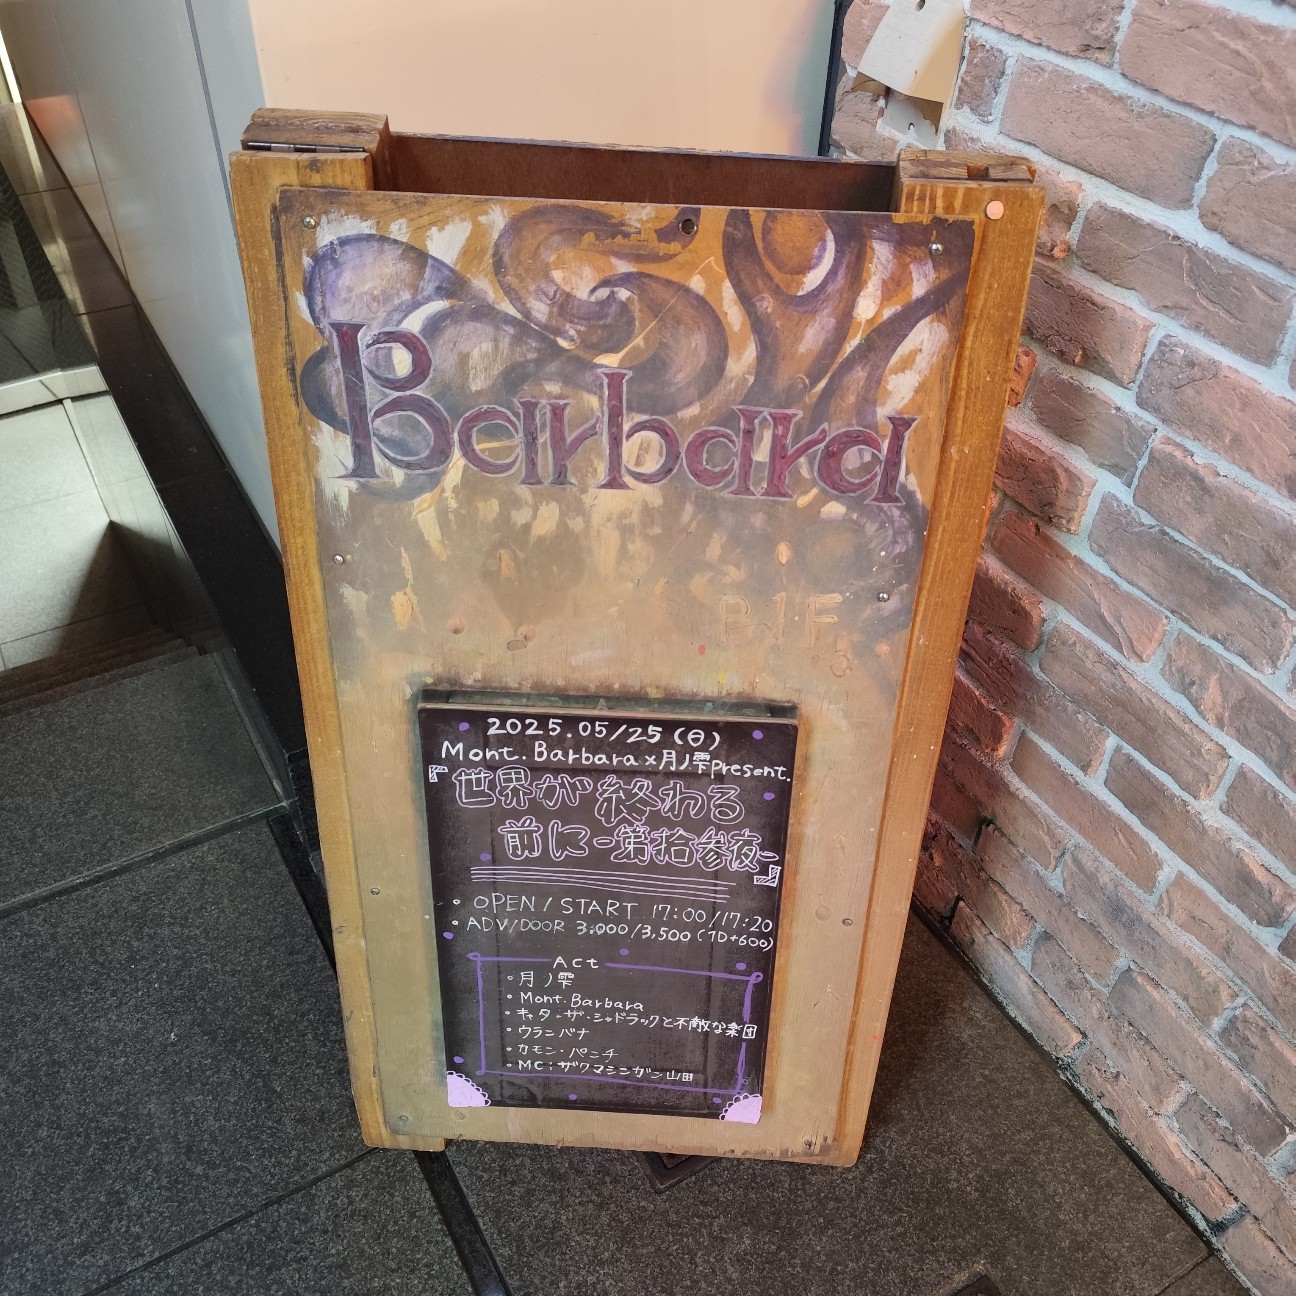 Barbara
B1F
2025.05/25(日)
Mont.Barbara×月ノ雫present.
『世界が終わる
前に-第拾参夜-』
・OPEN/START 17:00/17:20
・ADV/DOOR 3,000/3,500(1D+600)
Act
・月ノ雫
・Mont.Barbara
・キャター・ザ・シャドラックと不敵な楽団
・ウラニバナ
・カモン・パニチ
・MC:ザクマシンガン山田